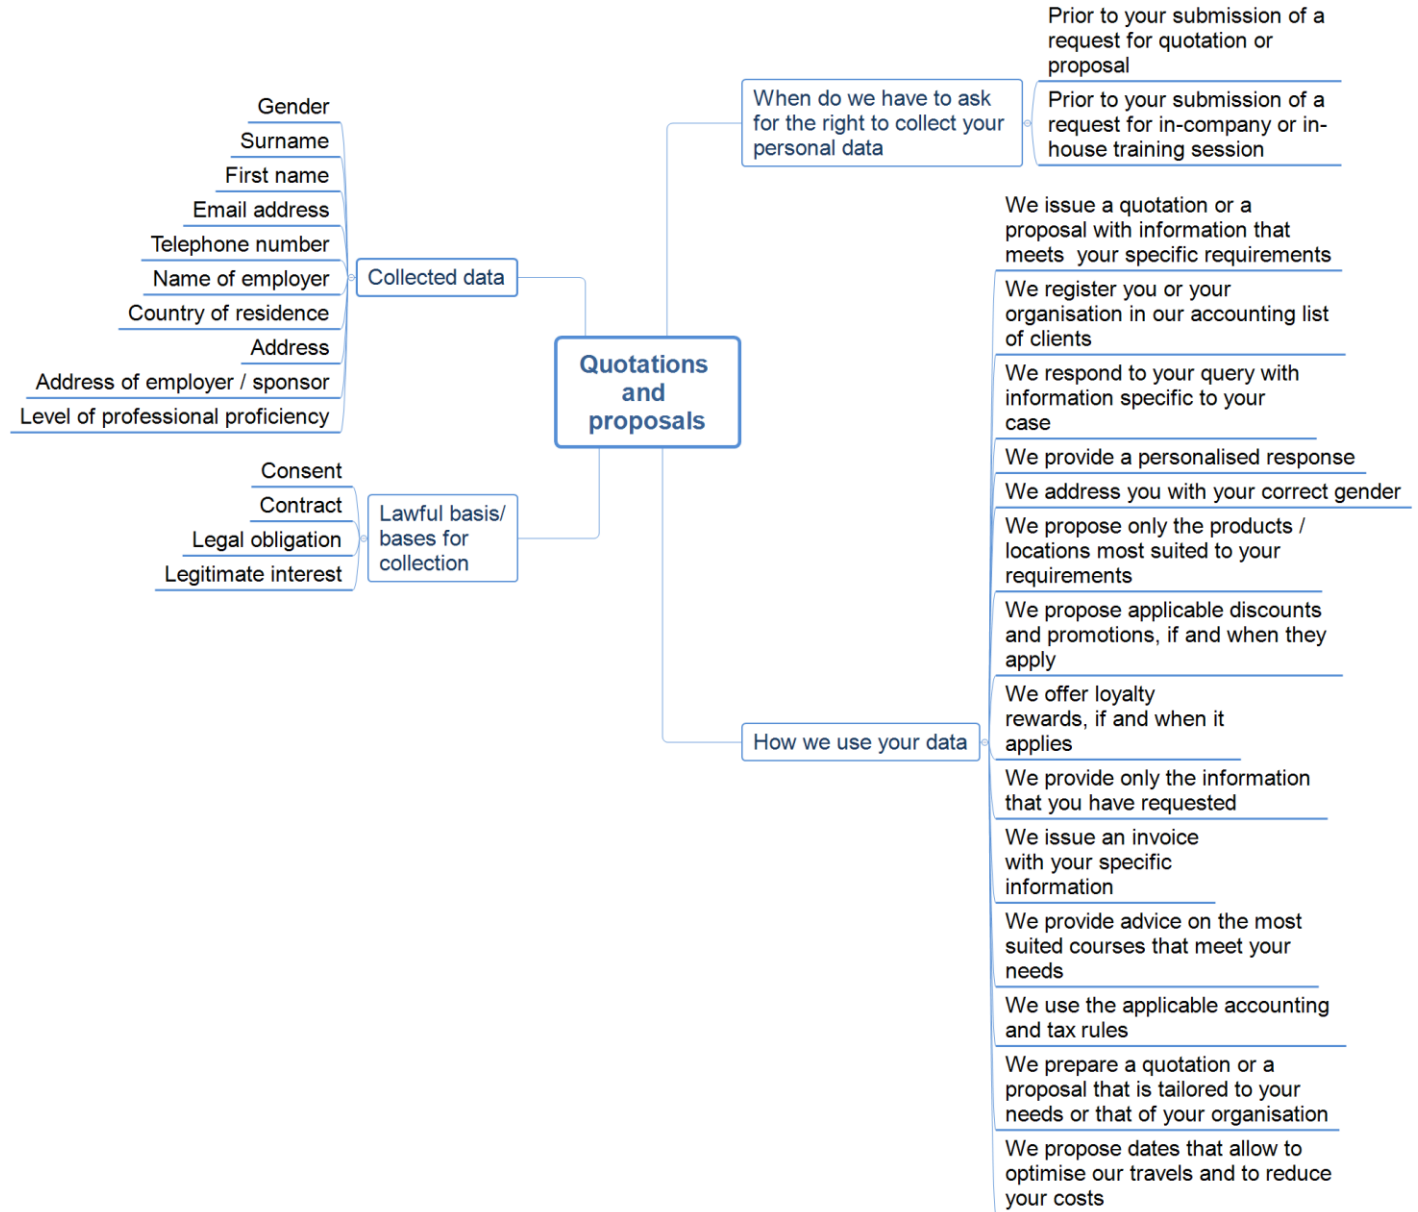 Quotations
and
proposals
When do we have to ask
for the right to collect your
personal data
Prior to your submission of a
request for quotation or
proposal
Prior to your submission of a
request for in-company or in-
house training session
How we use your data
We issue a quotation or a
proposal with information that
meets  your specific requirements
We register you or your
organisation in our accounting list
of clients
We respond to your query with
information specific to your
case
We provide a personalised response
We address you with your correct gender
We propose only the products /
locations most suited to your
requirements
We propose applicable discounts
and promotions, if and when they
apply
We offer loyalty
rewards, if and when it
applies
We provide only the information
that you have requested
We issue an invoice
with your specific
information
We provide advice on the most
suited courses that meet your
needs
We use the applicable accounting
and tax rules
We prepare a quotation or a
proposal that is tailored to your
needs or that of your organisation
We propose dates that allow to
optimise our travels and to reduce
your costs
Collected data
Gender
Surname
First name
Email address
Telephone number
Name of employer
Country of residence
Address
Address of employer / sponsor
Level of professional proficiency
Lawful basis/
bases for
collection
Consent
Contract
Legal obligation
Legitimate interest